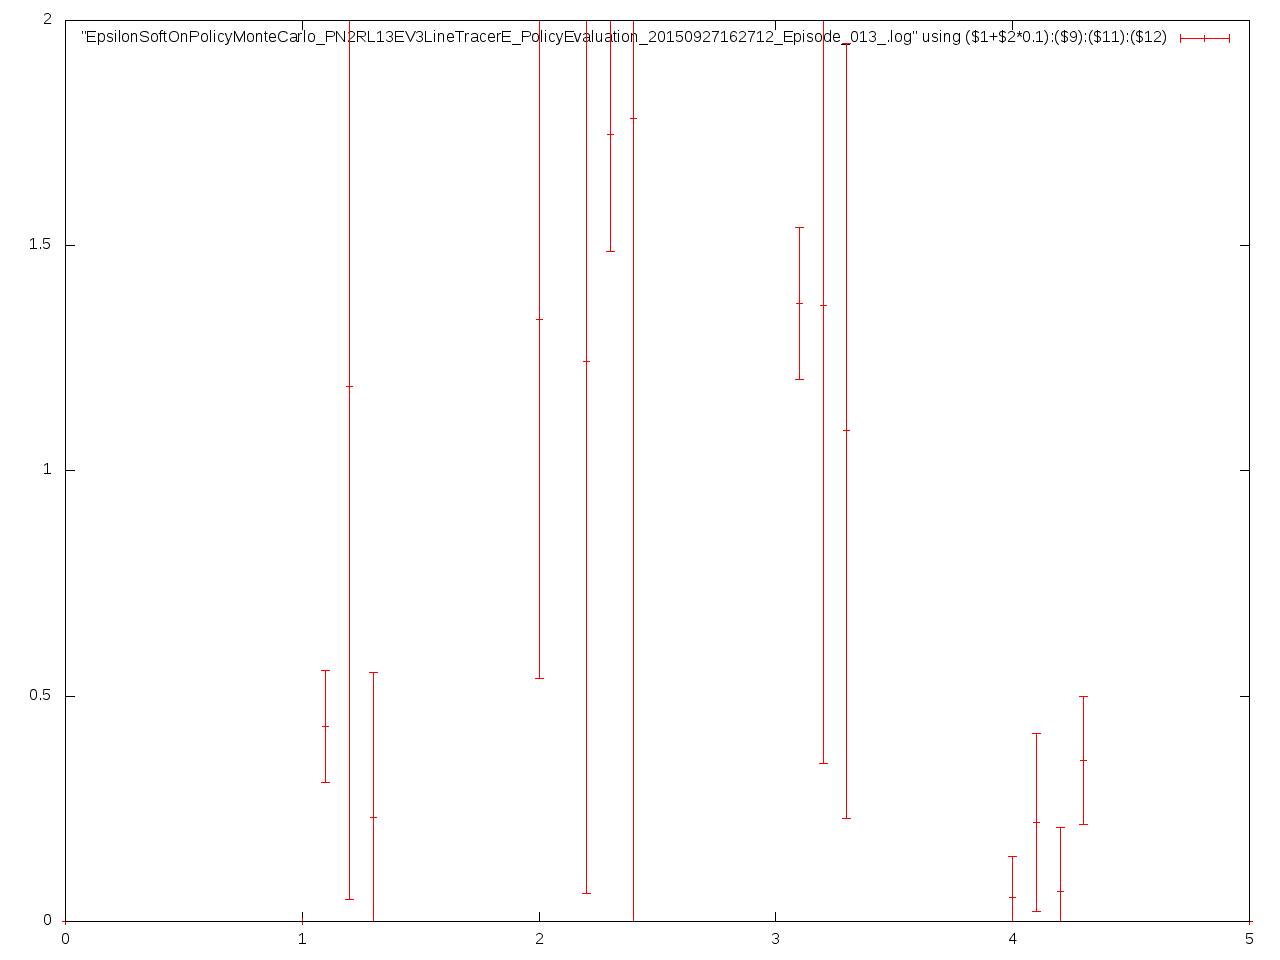 2
"EpsilonSoftOnPolicyMonteCarlo_PN2RL13EV3LineTracerE_PolicyEvaluation_20150927162712_Episode_013_.log" using ($1+$2*0.1):($9):($11):($12)
1.5
1
0.5
0
0 1 2 3 4 5